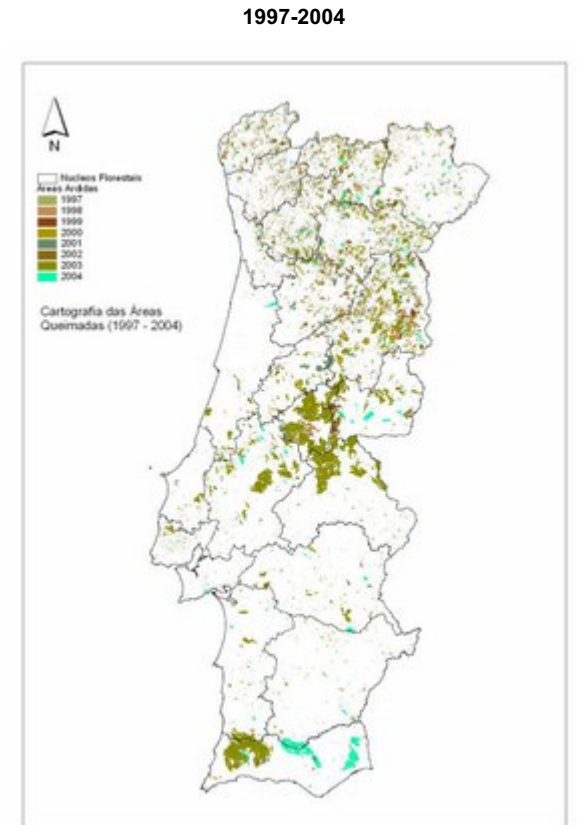 1997-2004
N
Nucleos Florestais
Areas Ardidas
1997
1998
1999
2000
2001
2002
2003
2004
Cartografia das Áreas
Queimadas (1997 - 2004)